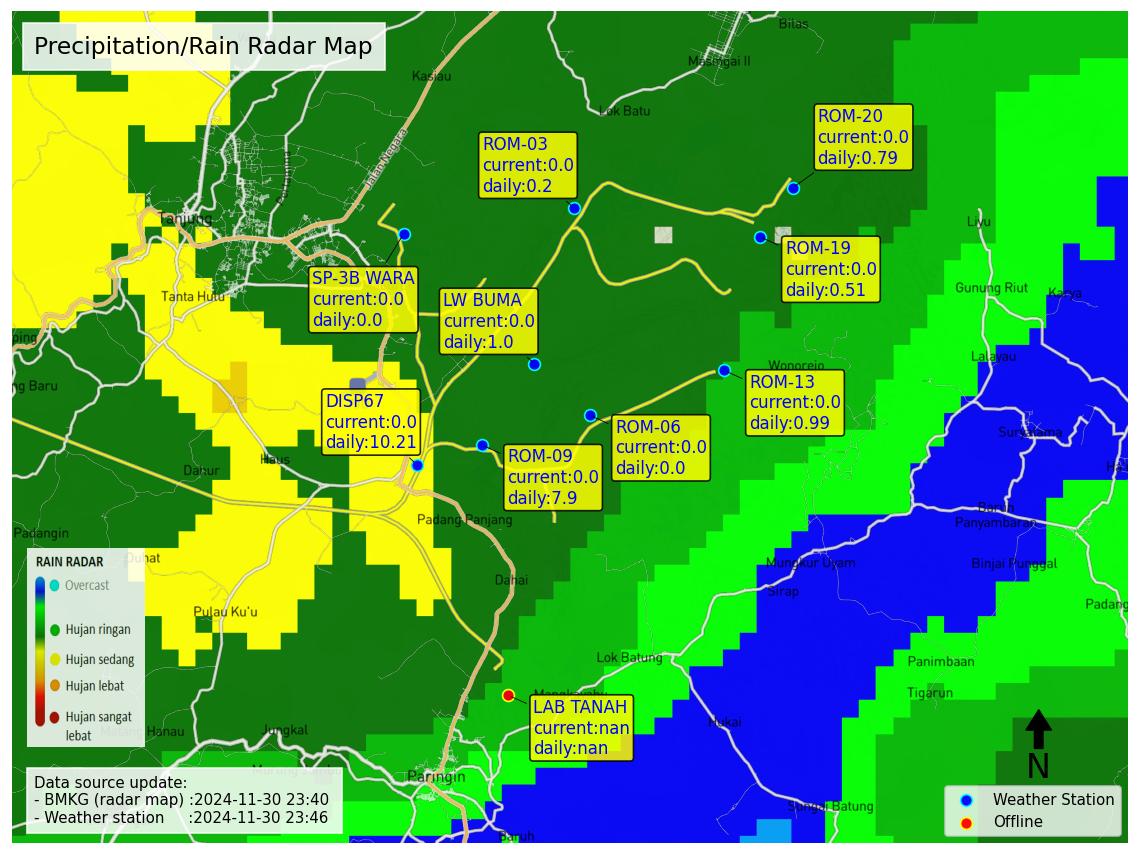 Precipitation/Rain Radar Map
Bilas
Masingai II
Kasiau
Lok Batu
Jalan Negara
ROM-20
current:0.0
daily:0.79
ROM-03
current:0.0
daily:0.2
Tanjung
Liyu
ROM-19
current:0.0
daily:0.51
SP-3B WARA
current:0.0
daily:0.0
LW BUMA
current:0.0
daily:1.0
Tanta Hulu
Gunung Riut
Karya
ping
Lalayau
Wonorejo
ng Baru
ROM-13
current:0.0
daily:0.99
DISP67
current:0.0
daily:10.21
ROM-06
current:0.0
daily:0.0
Suryatama
ROM-09
current:0.0
daily:7.9
Haus
Dahur
Padang Panjang
Baruh
Panyambaran
Padangin
Mungkur Uyam
Binjai Punggal
Sirap
Dahai
Padang
Pulau Ku'u
RAIN RADAR
Overcast
Hujan ringan
Hujan sedang
Hujan lebat
Hujan sangat
lebat
Lok Batung
Panimbaan
Tigarun
LAB TANAH
current:nan
daily:nan
Hukai
Jungkal
Paringin
Sungai Batung
Baruh
Data source update:
- BMKG (radar map) :2024-11-30 23:40
- Weather station :2024-11-30 23:46
N
Weather Station
Offline